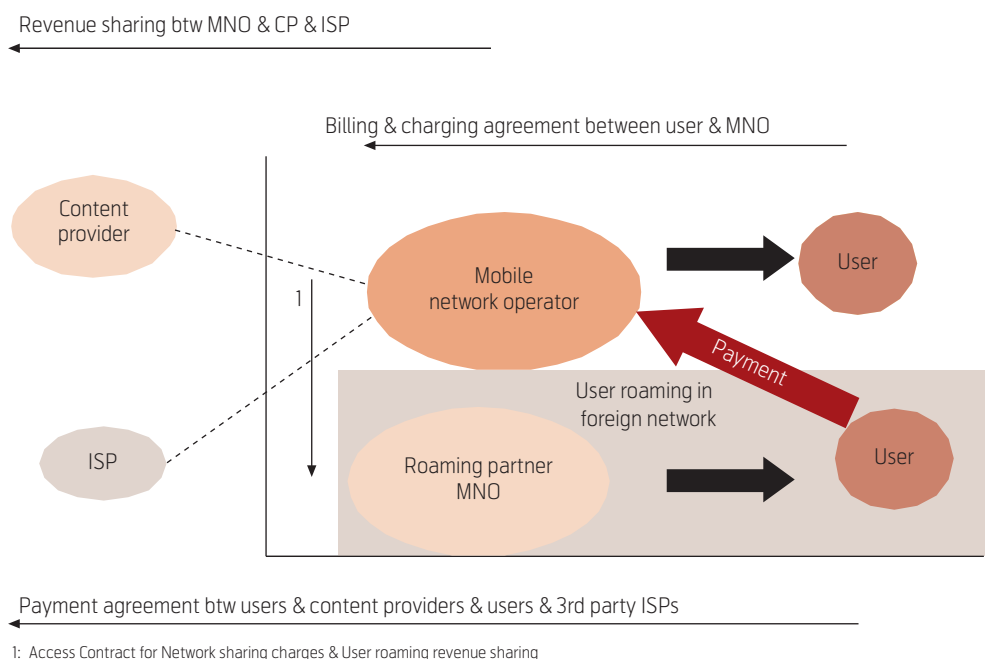 Revenue sharing btw MNO & CP & ISP
Billing & charging agreement between user & MNO
Content
provider
Mobile
network operator
User
1
Payment
User roaming in
foreign network
ISP
Roaming partner
MNO
User
Payment agreement btw users & content providers & users & 3rd party ISPs
1: Access Contract for Network sharing charges & User roaming revenue sharing